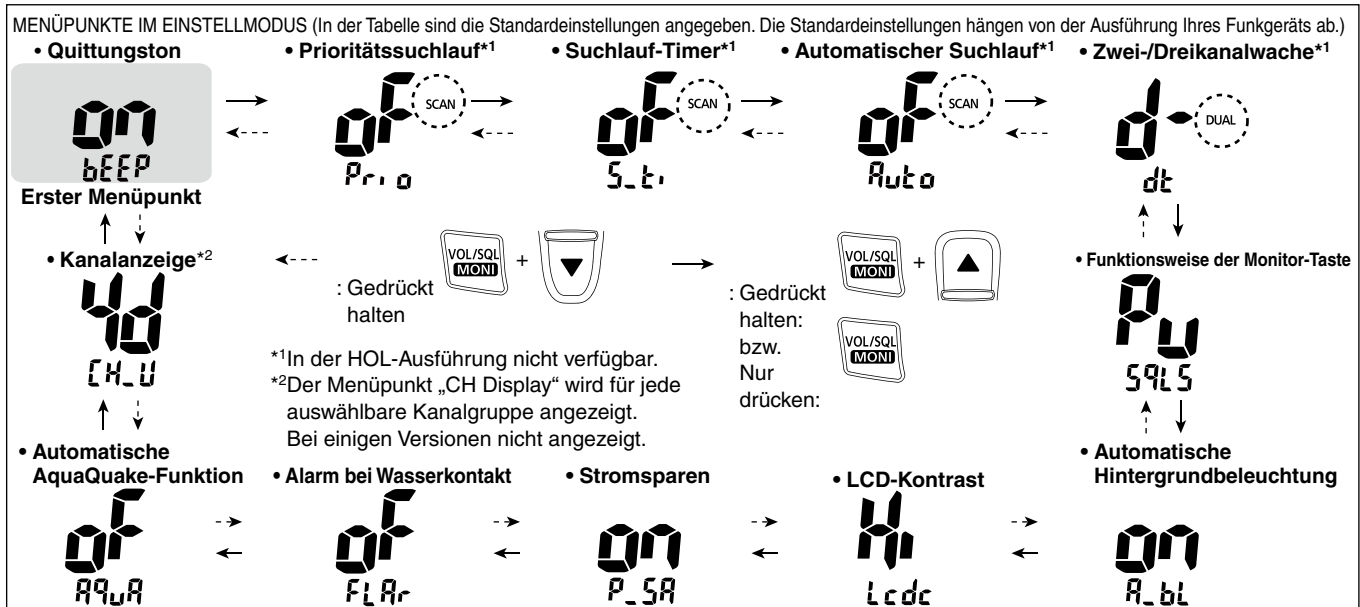 MENÜPUNKTE IM EINSTELLMODUS (In der Tabelle sind die Standardeinstellungen angegeben. Die Standardeinstellungen hängen von der Ausführung Ihres Funkgeräts ab.)
• Quittungston
• Prioritätssuchlauf*1
• Suchlauf-Timer*1
• Automatischer Suchlauf*1
• Zwei-/Dreikanalwache*1
on
bEEP
oF
SCAN
Prio
oF
SCAN
S_ti
oF
SCAN
Auto
d-
DUAL
dt
Erster Menüpunkt
• Kanalanzeige*2
4d
CH_U
: Gedrückt
halten
VOL/SQL
MONI
+
▼
: Gedrückt
halten:
bzw.
Nur
drücken:
VOL/SQL
MONI
+
▲
VOL/SQL
MONI
• Funktionsweise der Monitor-Taste
Pu
SqLS
*1In der HOL-Ausführung nicht verfügbar.
*2Der Menüpunkt „CH Display“ wird für jede
auswählbare Kanalgruppe angezeigt.
Bei einigen Versionen nicht angezeigt.
• Automatische
AquaQuake-Funktion
• Alarm bei Wasserkontakt
• Stromsparen
• LCD-Kontrast
• Automatische
Hintergrundbeleuchtung
oF
AquA
oF
FLAr
on
P_SA
Hi
Lcdc
on
A_bL